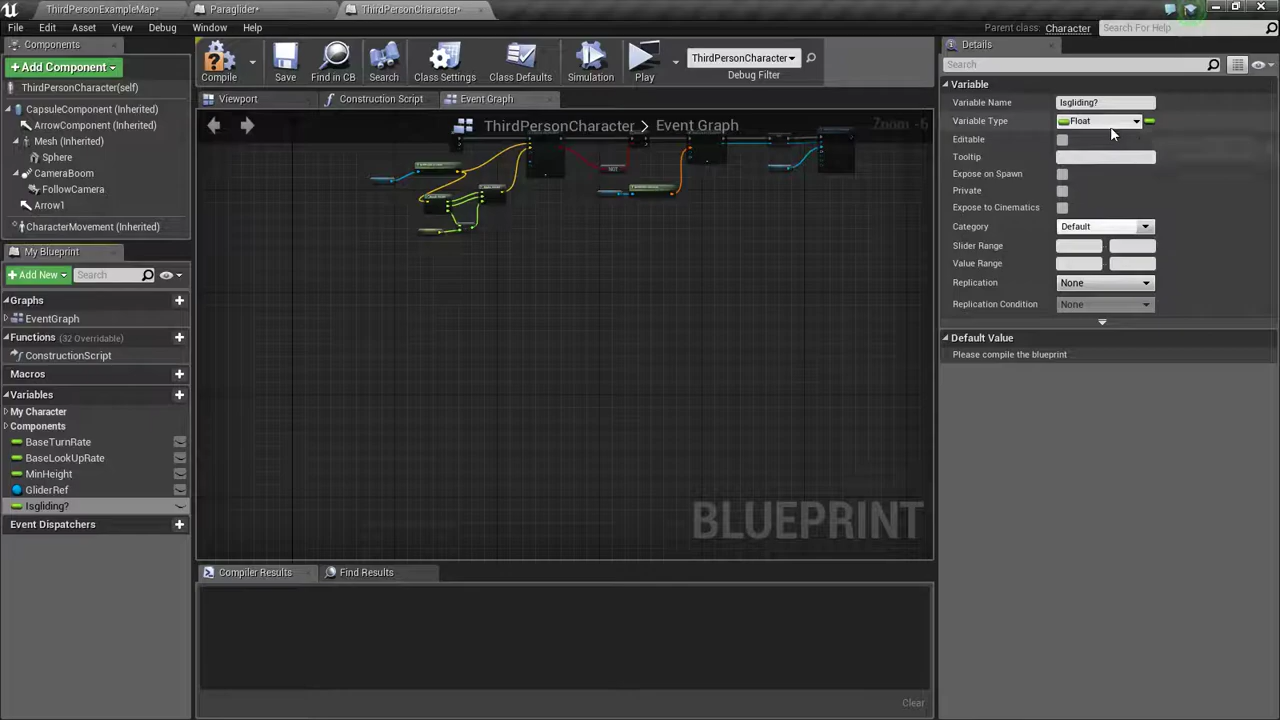 ThirdPersonExampleMap*
Paraglider*
ThirdPersonCharacter*
File
Edit
Asset
View
Debug
Window
Help
Parent class: Character
Search For Help
Components
+Add Component
ThirdPersonCharacter(self)
CapsuleComponent (Inherited)
ArrowComponent (Inherited)
Mesh (Inherited)
Sphere
CameraBoom
FollowCamera
Arrow1
CharacterMovement (Inherited)
My Blueprint
+Add New
Search
Graphs
EventGraph
Functions (32 Overridable)
ConstructionScript
Macros
Variables
My Character
Components
BaseTurnRate
BaseLookUpRate
MinHeight
GliderRef
Isgliding?
Event Dispatchers
Compile
Save
Find in CB
Search
Class Settings
Class Defaults
Simulation
Play
ThirdPersonCharacter
Debug Filter
Viewport
Construction Script
Event Graph
ThirdPersonCharacter > Event Graph
Zoom -6
NOT
BLUEPRINT
Compiler Results
Find Results
Clear
Details
Search
Variable
Variable Name
Isgliding?
Variable Type
Float
Editable
Tooltip
Expose on Spawn
Private
Expose to Cinematics
Category
Default
Slider Range
Value Range
Replication
None
Replication Condition
None
Default Value
Please compile the blueprint